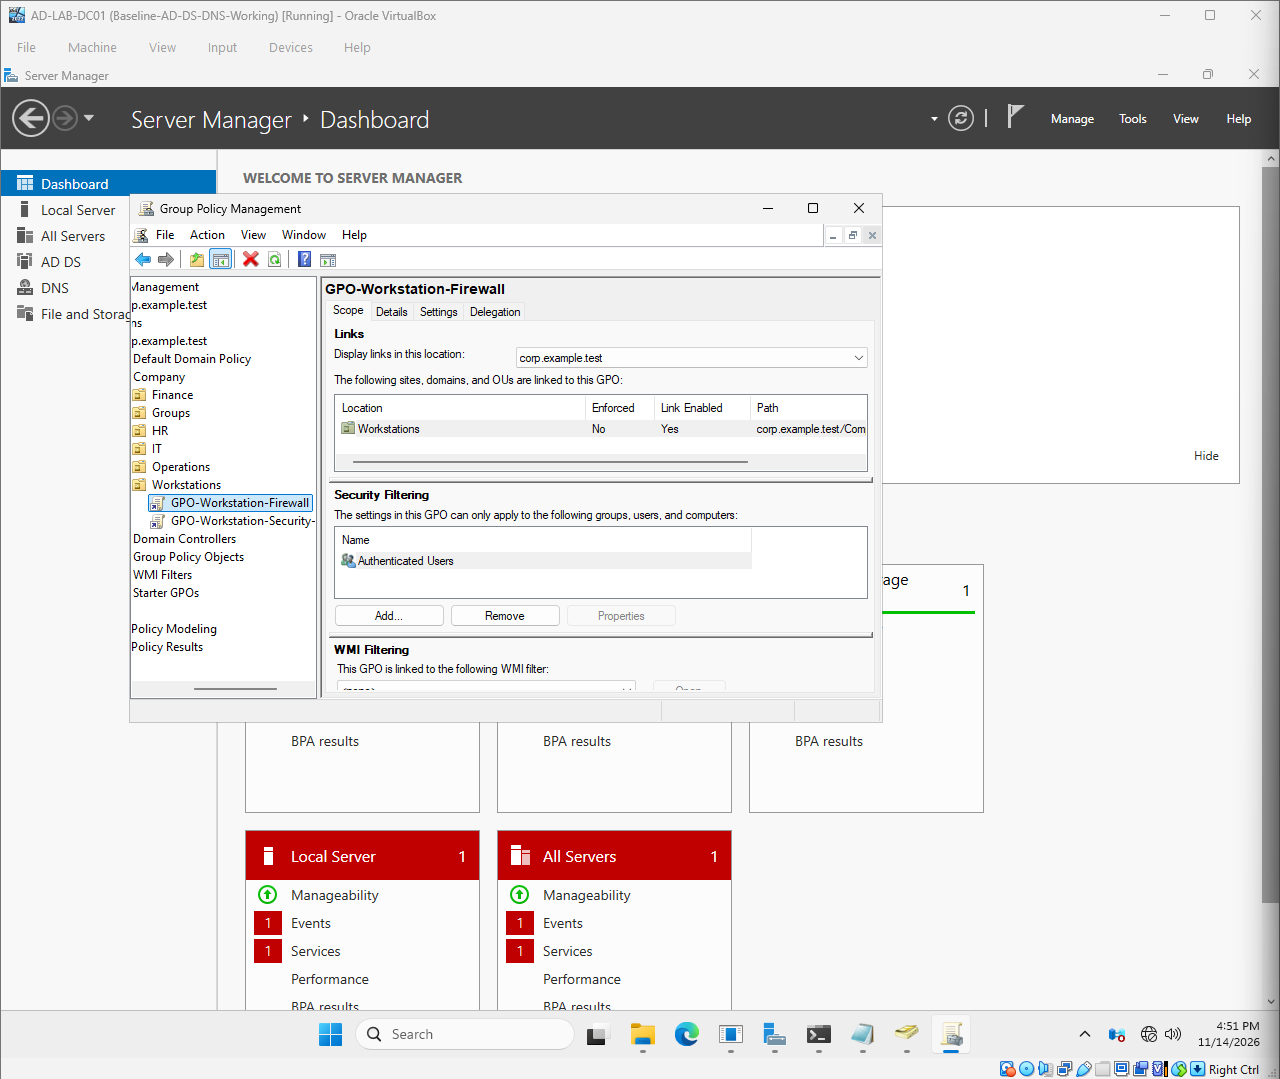 AD-LAB-DC01 (Baseline-AD-DS-DNS-Working) [Running] - Oracle VirtualBox
File Machine View Input Devices Help
Server Manager
Server Manager Dashboard
Manage Tools View Help
Dashboard
Local Server
All Servers
AD DS
DNS
File and Storag
WELCOME TO SERVER MANAGER
Hide
Group Policy Management
File Action View Window Help
Management
p.example.test
ns
p.example.test
Default Domain Policy
Company
Finance
Groups
HR
IT
Operations
Workstations
GPO-Workstation-Firewall
GPO-Workstation-Security-
Domain Controllers
Group Policy Objects
WMI Filters
Starter GPOs
Policy Modeling
Policy Results
GPO-Workstation-Firewall
Scope Details Settings Delegation
Links
Display links in this location: corp.example.test
The following sites, domains, and OUs are linked to this GPO:
Location Enforced Link Enabled Path
Workstations No Yes corp.example.test/Com
Security Filtering
The settings in this GPO can only apply to the following groups, users, and computers:
Name
Authenticated Users
Add... Remove Properties
WMI Filtering
This GPO is linked to the following WMI filter:
(none) Open
age 1
BPA results
BPA results
BPA results
Local Server 1
Manageability
1 Events
1 Services
Performance
BPA results
All Servers 1
Manageability
1 Events
1 Services
Performance
BPA results
Search
4:51 PM
11/14/2026
Right Ctrl